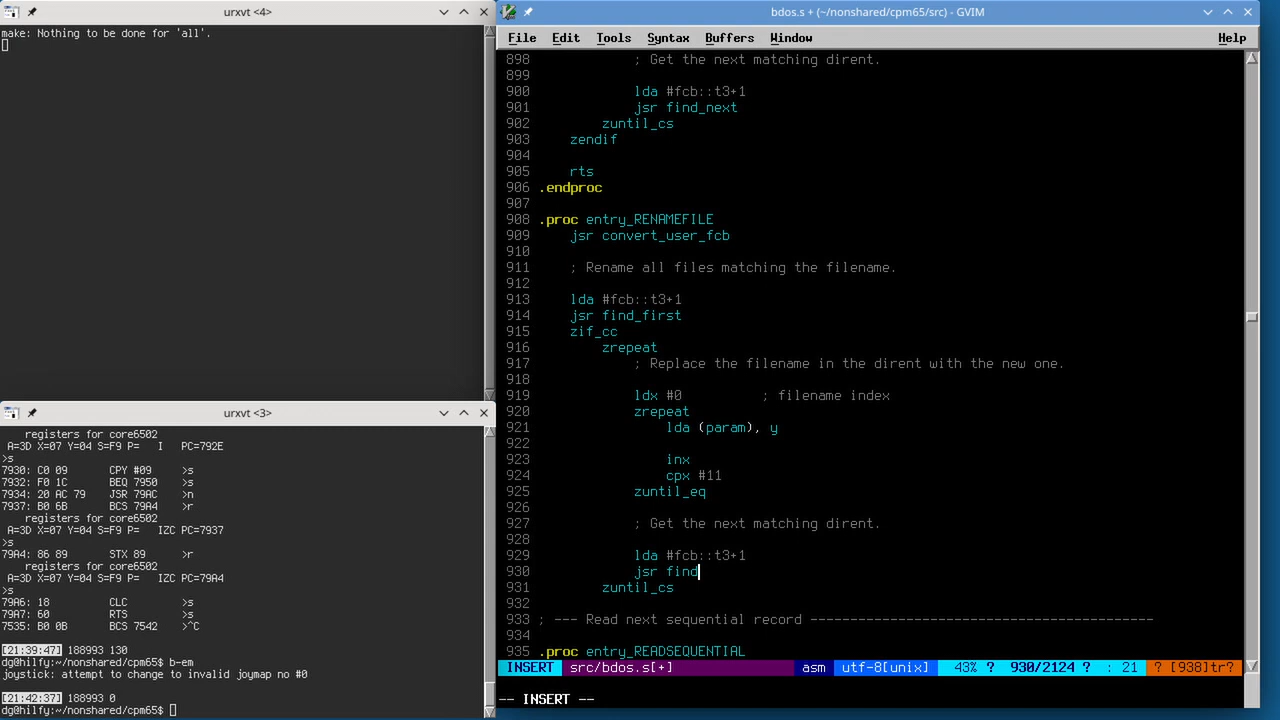 urxvt <4>
make: Nothing to be done for 'all'.
urxvt <3>
registers for core6502
A=3D X=07 Y=04 S=F9 P=   I   PC=792E
>s
7930: C0 09    CPY #09    >s
7932: F0 1C    BEQ 7950    >s
7934: 20 AC 79    JSR 79AC    >n
7937: B0 6B    BCS 79A4    >r
registers for core6502
A=3D X=07 Y=04 S=F9 P=   IZC PC=7937
>s
79A4: 86 89    STX 89    >r
registers for core6502
A=3D X=07 Y=04 S=F9 P=   IZC PC=79A4
>s
79A6: 18    CLC    >s
79A7: 60    RTS    >s
7535: B0 0B    BCS 7542    >^C
[21:39:47] 188993 130
dg@hilfy:~/nonshared/cpm65$ b-em
joystick: attempt to change to invalid joymap no #0
[21:42:37] 188993 0
dg@hilfy:~/nonshared/cpm65$
bdos.s + (~/nonshared/cpm65/src) - GVIM
File Edit Tools Syntax Buffers Window Help
898 ; Get the next matching dirent.
899
900 lda #fcb::t3+1
901 jsr find_next
902 zuntil_cs
903 zendif
904
905 rts
906 .endproc
907
908 .proc entry_RENAMEFILE
909 jsr convert_user_fcb
910
911 ; Rename all files matching the filename.
912
913 lda #fcb::t3+1
914 jsr find_first
915 zif_cc
916 zrepeat
917 ; Replace the filename in the dirent with the new one.
918
919 ldx #0 ; filename index
920 zrepeat
921 lda (param), y
922
923 inx
924 cpx #11
925 zuntil_eq
926
927 ; Get the next matching dirent.
928
929 lda #fcb::t3+1
930 jsr find
931 zuntil_cs
932
933 ; --- Read next sequential record -------------------------------------------
934
935 .proc entry_READSEQUENTIAL
INSERT src/bdos.s[+] asm utf-8[unix] 43% ? 930/2124 ? : 21 ? [938]tr?
-- INSERT --